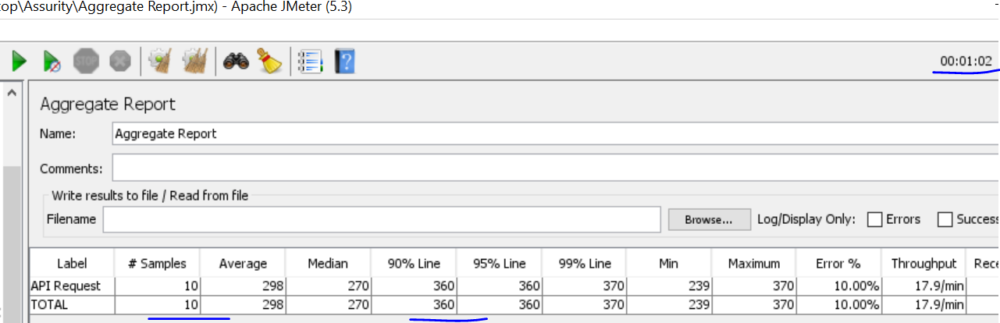 top\Assurity\Aggregate Report.jmx) - Apache JMeter (5.3)
STOP 00:01:02
Aggregate Report
Name: Aggregate Report
Comments:
Write results to file / Read from file
Filename Browse... Log/Display Only: Errors Success
Label # Samples Average Median 90% Line 95% Line 99% Line Min Maximum Error % Throughput Rece
API Request 10 298 270 360 360 370 239 370 10.00% 17.9/min
TOTAL 10 298 270 360 360 370 239 370 10.00% 17.9/min